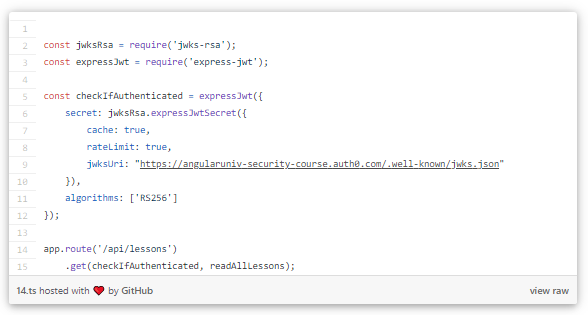 1
2 const jwksRsa = require('jwks-rsa');
3 const expressJwt = require('express-jwt');
4
5 const checkIfAuthenticated = expressJwt({
6     secret: jwksRsa.expressJwtSecret({
7         cache: true,
8         rateLimit: true,
9         jwksUri: "https://angularuniv-security-course.auth0.com/.well-known/jwks.json"
10     }),
11     algorithms: ['RS256']
12 });
13
14 app.route('/api/lessons')
15     .get(checkIfAuthenticated, readAllLessons);
14.ts hosted with ❤ by GitHub view raw